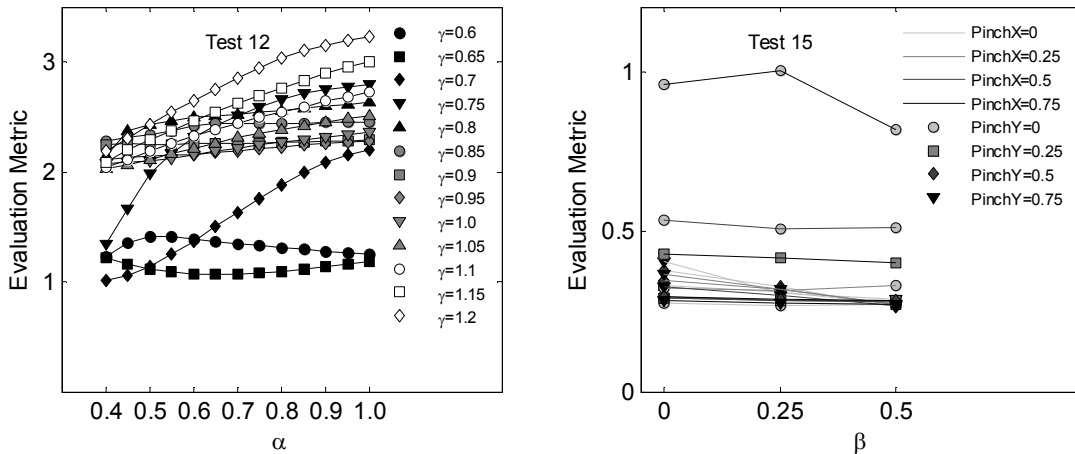 Test 12
Evaluation Metric
3
2
1
0.4 0.5 0.6 0.7 0.8 0.9 1.0
α
γ=0.6
γ=0.65
γ=0.7
γ=0.75
γ=0.8
γ=0.85
γ=0.9
γ=0.95
γ=1.0
γ=1.05
γ=1.1
γ=1.15
γ=1.2
Test 15
Evaluation Metric
1
0.5
0
0 0.25 0.5
β
PinchX=0
PinchX=0.25
PinchX=0.5
PinchX=0.75
PinchY=0
PinchY=0.25
PinchY=0.5
PinchY=0.75